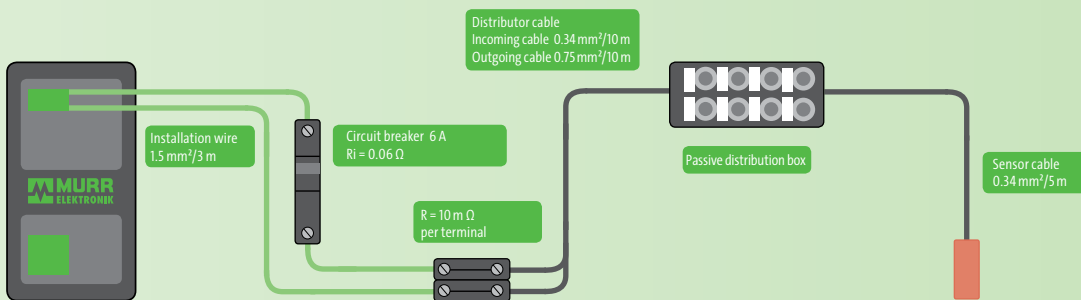 Distributor cable
Incoming cable 0.34 mm²/10 m
Outgoing cable 0.75 mm²/10 m
Installation wire
1.5 mm²/3 m
Circuit breaker 6 A
Ri = 0.06 Ω
Passive distribution box
Sensor cable
0.34 mm²/5 m
MURR
ELEKTRONIK
R = 10 m Ω
per terminal